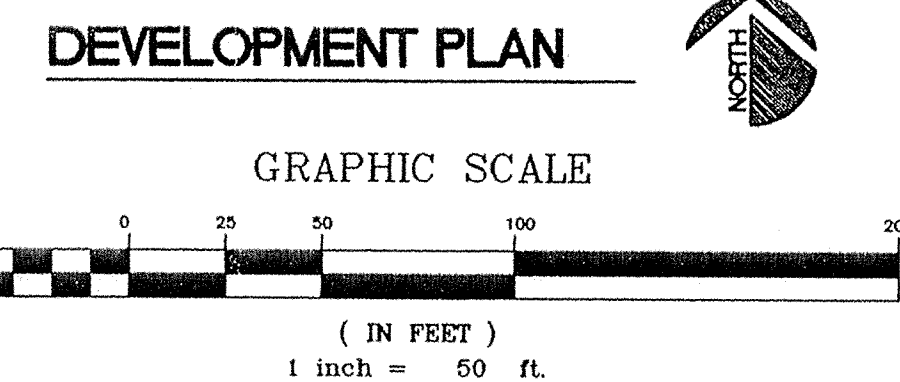 DEVELOPMENT PLAN
NORTH
GRAPHIC SCALE
0 25 50 100
( IN FEET )
1 inch = 50 ft.